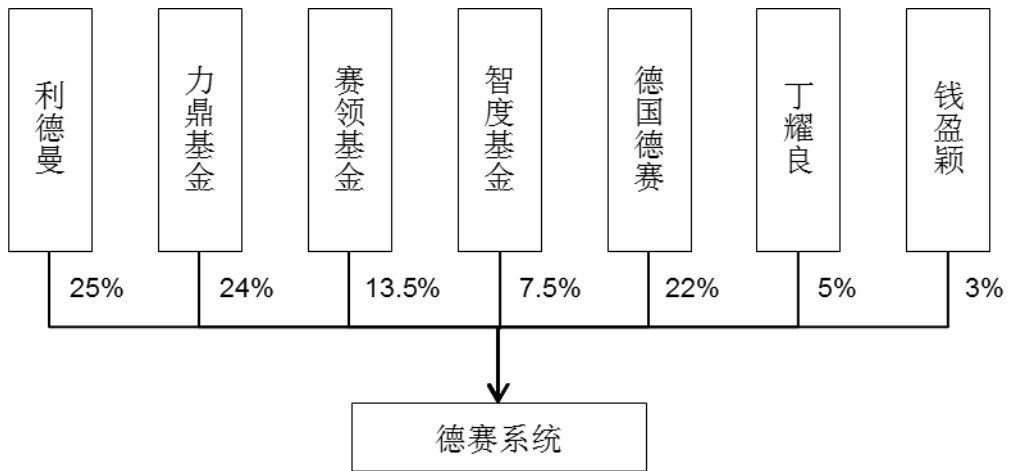 利德曼
力鼎基金
赛领基金
智度基金
德国德赛
丁耀良
钱盈颖
25%
24%
13.5%
7.5%
22%
5%
3%
德赛系统